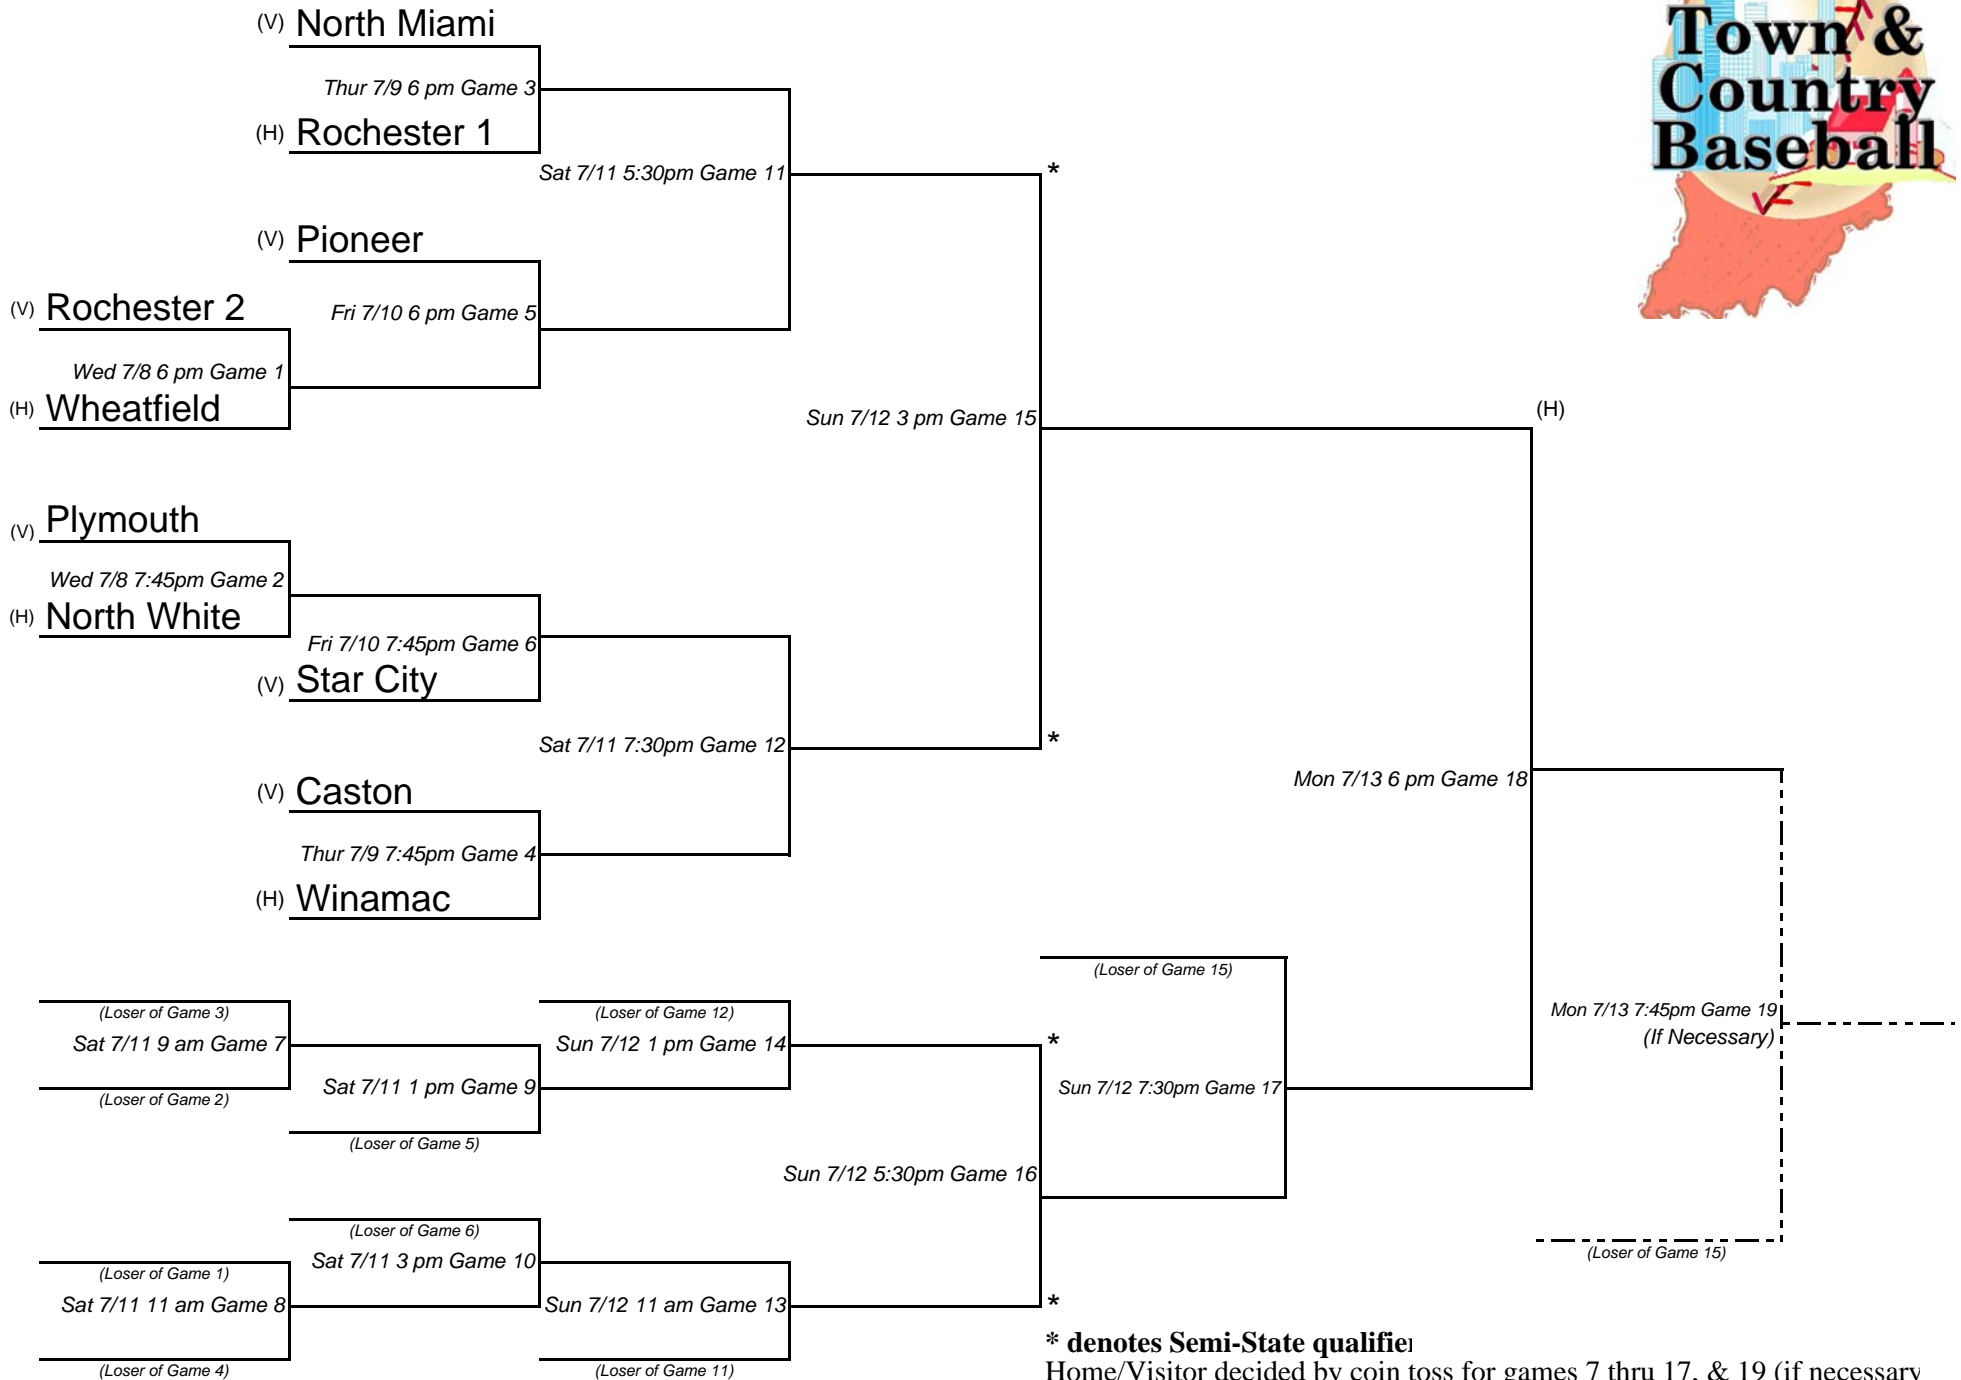 Town &
Country
Baseball
(V) North Miami
Thur 7/9 6 pm Game 3
(H) Rochester 1
Sat 7/11 5:30pm Game 11
*
(V) Pioneer
(V) Rochester 2
Fri 7/10 6 pm Game 5
Wed 7/8 6 pm Game 1
(H) Wheatfield
Sun 7/12 3 pm Game 15
(H)
(V) Plymouth
Wed 7/8 7:45pm Game 2
(H) North White
Fri 7/10 7:45pm Game 6
(V) Star City
Sat 7/11 7:30pm Game 12
*
(V) Caston
Mon 7/13 6 pm Game 18
Thur 7/9 7:45pm Game 4
(H) Winamac
(Loser of Game 15)
(Loser of Game 3)
(Loser of Game 12)
Mon 7/13 7:45pm Game 19
(If Necessary)
Sat 7/11 9 am Game 7
Sun 7/12 1 pm Game 14
*
Sat 7/11 1 pm Game 9
Sun 7/12 7:30pm Game 17
(Loser of Game 2)
(Loser of Game 5)
Sun 7/12 5:30pm Game 16
(Loser of Game 6)
Sat 7/11 3 pm Game 10
(Loser of Game 15)
(Loser of Game 1)
Sat 7/11 11 am Game 8
Sun 7/12 11 am Game 13
*
(Loser of Game 4)
(Loser of Game 11)
* denotes Semi-State qualifier
Home/Visitor decided by coin toss for games 7 thru 17, & 19 (if necessary